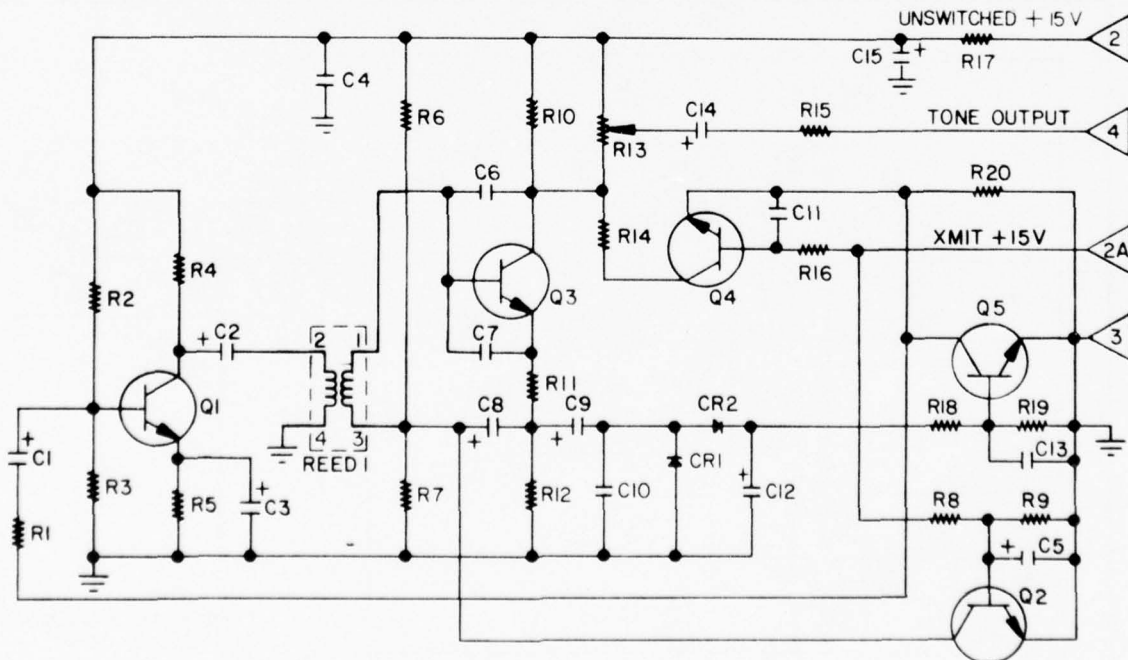 UNSWITCHED + 15 V
2
C15
+
R17
C4
R6
R10
C14
R15
TONE OUTPUT
4
R13
+
R20
C6
C11
R14
XMIT +15V
2A
R16
R4
Q3
Q4
R2
Q5
+
C2
2
1
C7
3
R11
Q1
C8
C9
CR2
R18
R19
+
+
+
C1
4
3
REED 1
CR1
C13
R3
R5
+
C3
R7
R12
C10
+
C12
R8
R9
R1
+
C5
Q2